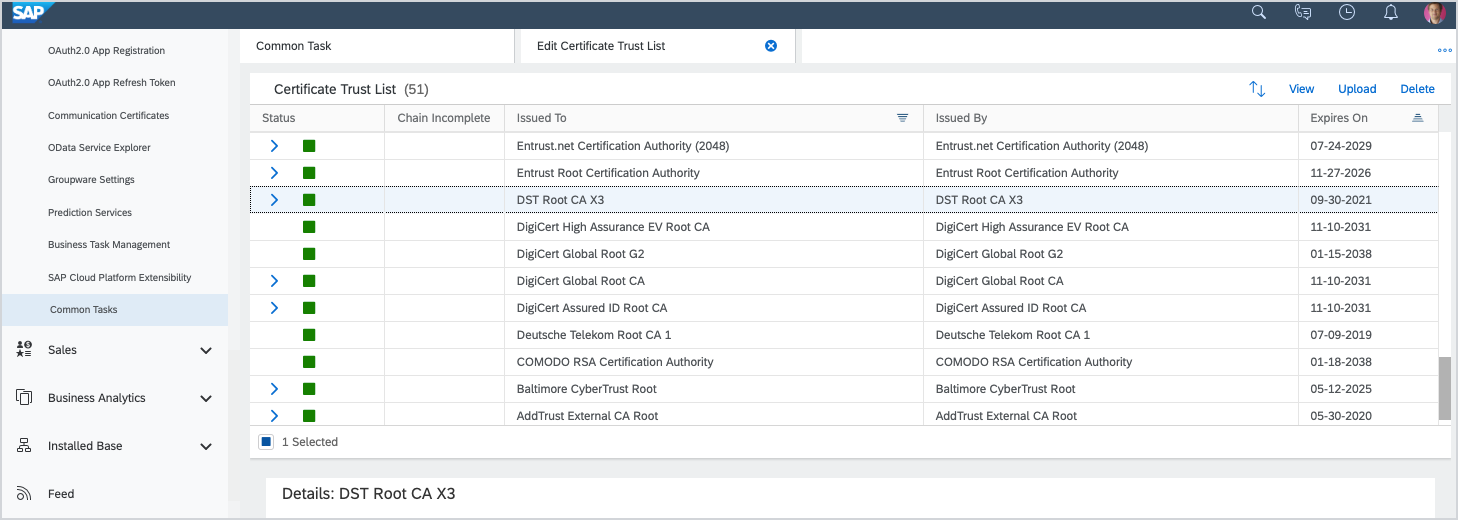 SAP
OAuth2.0 App Registration
OAuth2.0 App Refresh Token
Communication Certificates
OData Service Explorer
Groupware Settings
Prediction Services
Business Task Management
SAP Cloud Platform Extensibility
Common Tasks
Sales
Business Analytics
Installed Base
Feed
Common Task
Edit Certificate Trust List
Certificate Trust List (51)
View Upload Delete
Status Chain Incomplete Issued To Issued By Expires On
Entrust.net Certification Authority (2048) Entrust.net Certification Authority (2048) 07-24-2029
Entrust Root Certification Authority Entrust Root Certification Authority 11-27-2026
DST Root CA X3 DST Root CA X3 09-30-2021
DigiCert High Assurance EV Root CA DigiCert High Assurance EV Root CA 11-10-2031
DigiCert Global Root G2 DigiCert Global Root G2 01-15-2038
DigiCert Global Root CA DigiCert Global Root CA 11-10-2031
DigiCert Assured ID Root CA DigiCert Assured ID Root CA 11-10-2031
Deutsche Telekom Root CA 1 Deutsche Telekom Root CA 1 07-09-2019
COMODO RSA Certification Authority COMODO RSA Certification Authority 01-18-2038
Baltimore CyberTrust Root Baltimore CyberTrust Root 05-12-2025
AddTrust External CA Root AddTrust External CA Root 05-30-2020
1 Selected
Details: DST Root CA X3